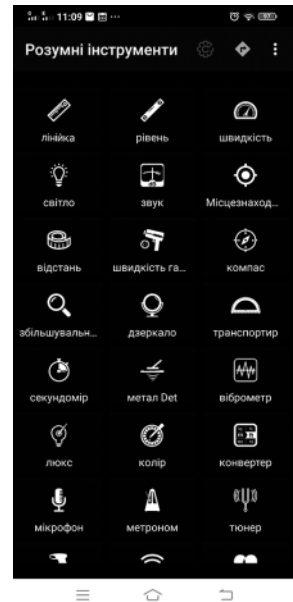 11:09
Розумні інструменти
лінійка
рівень
швидкість
світло
звук
Місцезнаход...
відстань
швидкість га...
компас
збільшувальн...
дзеркало
транспортир
секундомір
метал Det
віброметр
люкс
колір
конвертер
мікрофон
метроном
тюнер